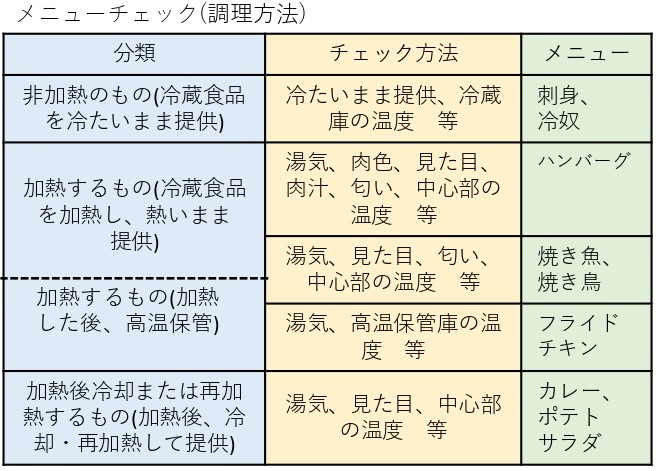 メニューチェック(調理方法)
分類
チェック方法
メニュー
非加熱のもの(冷蔵食品
を冷たいまま提供)
冷たいまま提供、冷蔵
庫の温度　等
刺身、
冷奴
加熱するもの(冷蔵食品
を加熱し、熱いまま
提供)
湯気、肉色、見た目、
肉汁、匂い、中心部の
温度　等
ハンバーグ
湯気、見た目、匂い、
中心部の温度　等
焼き魚、
焼き鳥
加熱するもの(加熱
した後、高温保管)
湯気、高温保管庫の温
度　等
フライド
チキン
加熱後冷却または再加
熱するもの(加熱後、冷
却・再加熱して提供)
湯気、見た目、中心部
の温度　等
カレー、
ポテト
サラダ